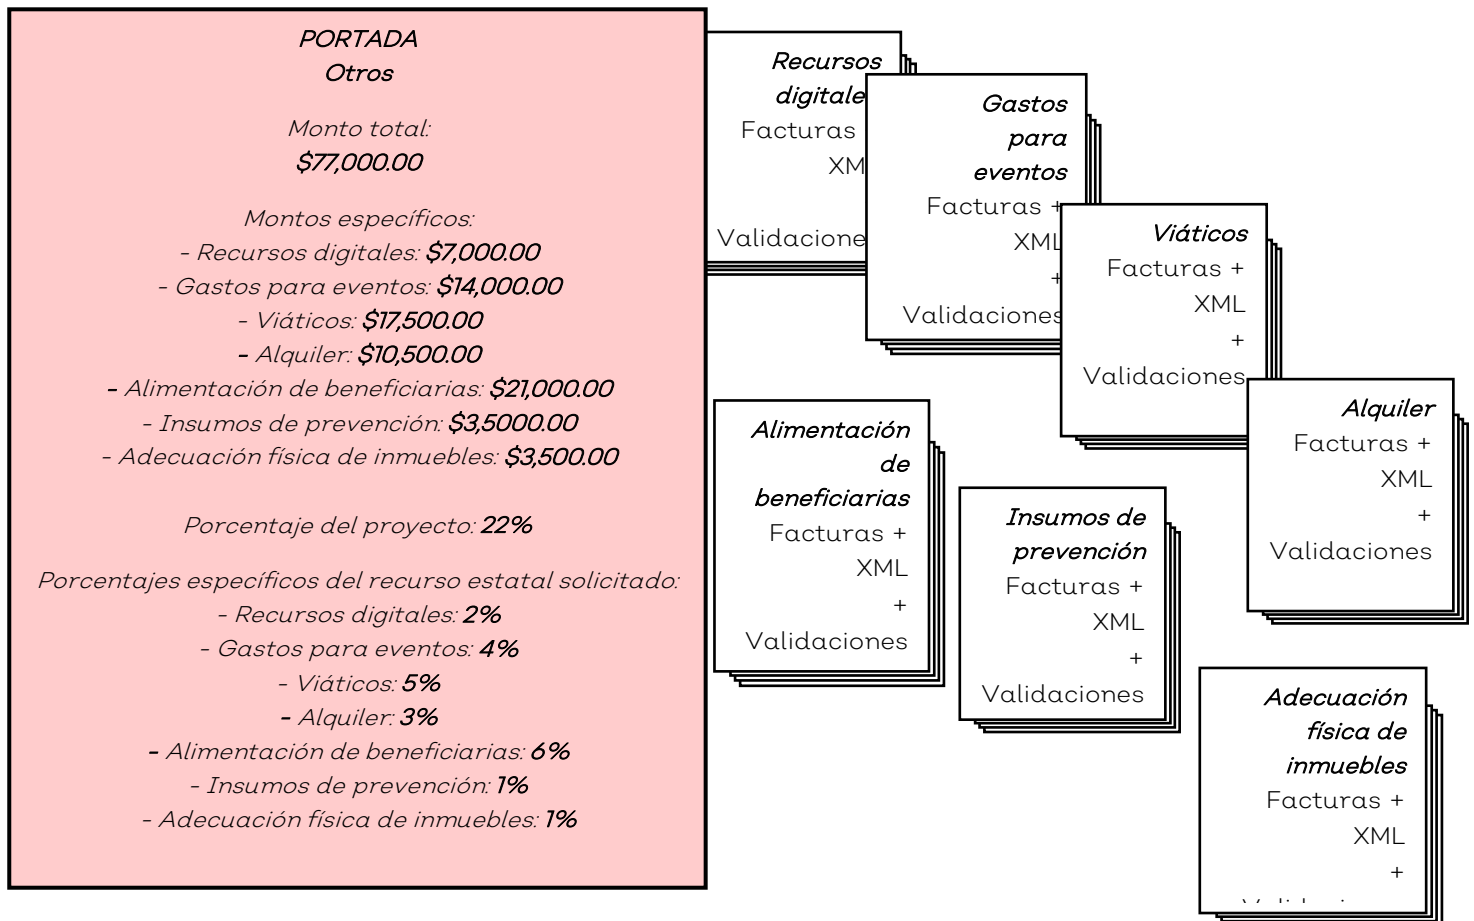 PORTADA
Otros
Monto total:
$77,000.00
Montos específicos:
- Recursos digitales: $7,000.00
- Gastos para eventos: $14,000.00
- Viáticos: $17,500.00
- Alquiler: $10,500.00
- Alimentación de beneficiarias: $21,000.00
- Insumos de prevención: $3,5000.00
- Adecuación física de inmuebles: $3,500.00
Porcentaje del proyecto: 22%
Porcentajes específicos del recurso estatal solicitado:
- Recursos digitales: 2%
- Gastos para eventos: 4%
- Viáticos: 5%
- Alquiler: 3%
- Alimentación de beneficiarias: 6%
- Insumos de prevención: 1%
- Adecuación física de inmuebles: 1%
Recursos
digitale
Facturas
XM
Validacione
Gastos
para
eventos
Facturas +
XML
+
Validaciones
Viáticos
Facturas +
XML
+
Validaciones
Alquiler
Facturas +
XML
+
Validaciones
Alimentación
de
beneficiarias
Facturas +
XML
+
Validaciones
Insumos de
prevención
Facturas +
XML
+
Validaciones
Adecuación
física de
inmuebles
Facturas +
XML
+